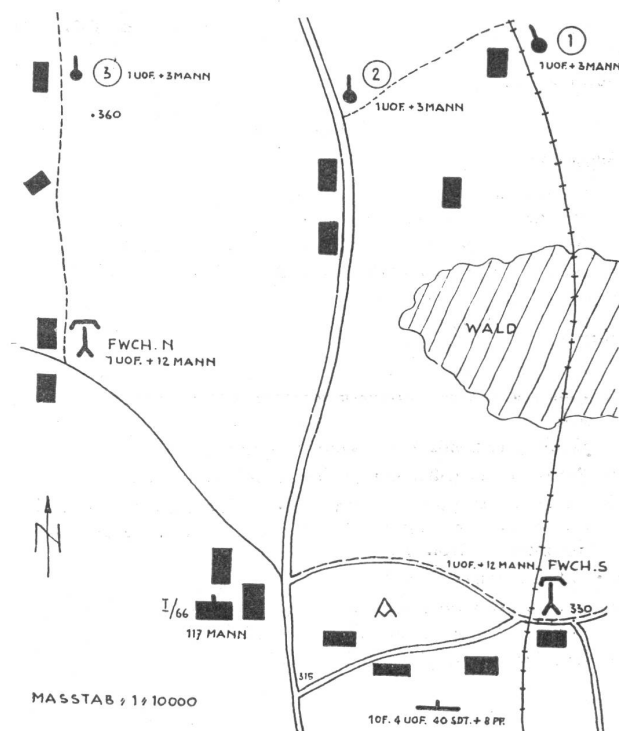 3 1 UOF. + 3 MANN
2
1 UOF. + 3 MANN
1
1 UOF. + 3 MANN
•360
FWCH. N
1 UOF. + 12 MANN
WALD
N
1 UOF. + 12 MANN. FWCH. S
330
I/66
117 MANN
315
MASSTAB : 1 : 10000
1 OF. 4 UOF. 40 SDT. + 8 PF.